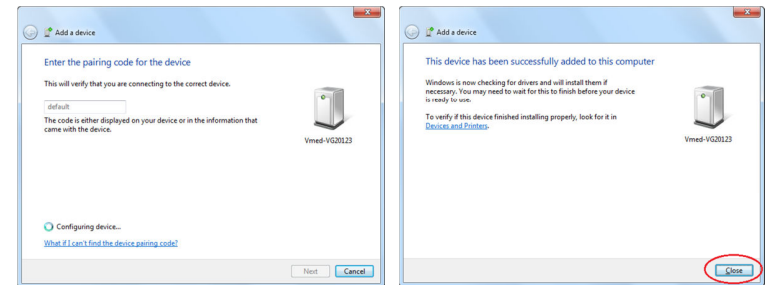 Add a device
Enter the pairing code for the device
This will verify that you are connecting to the correct device.
default
The code is either displayed on your device or in the information that
came with the device.
Vmed-VG20123
Configuring device...
What if I can't find the device pairing code?
Next
Cancel
Add a device
This device has been successfully added to this computer
Windows is now checking for drivers and will install them if
necessary. You may need to wait for this to finish before your device
is ready to use.
To verify if this device finished installing properly, look for it in
Devices and Printers.
Vmed-VG20123
Close